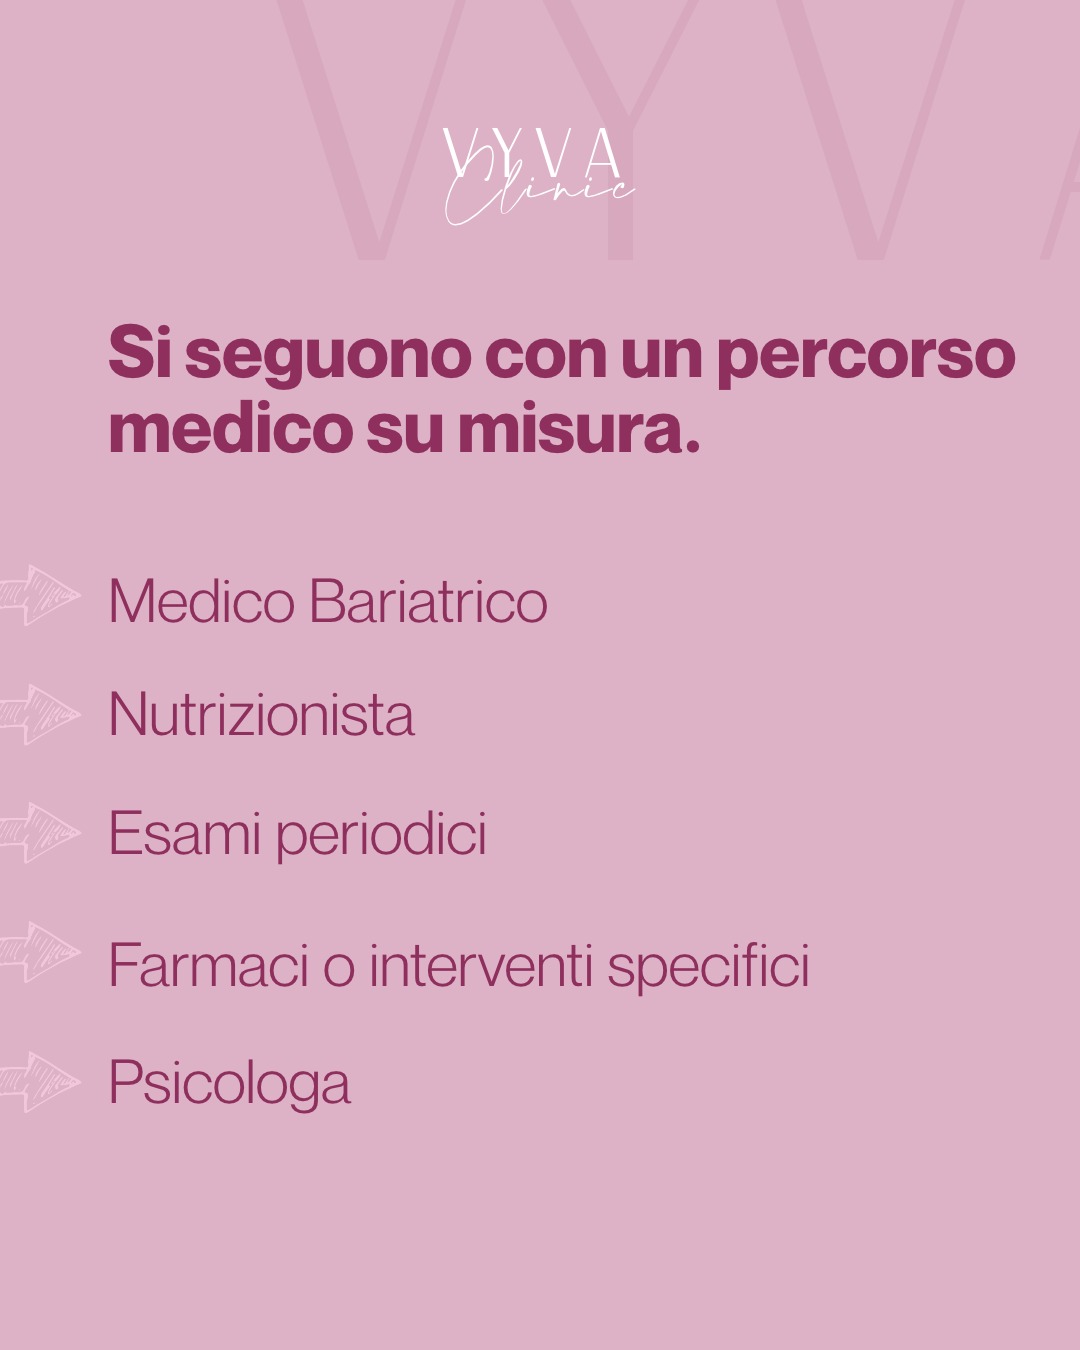 VYVA
VYVA
Clinic
Si seguono con un percorso
medico su misura.
Medico Bariatrico
Nutrizionista
Esami periodici
Farmaci o interventi specifici
Psicologa